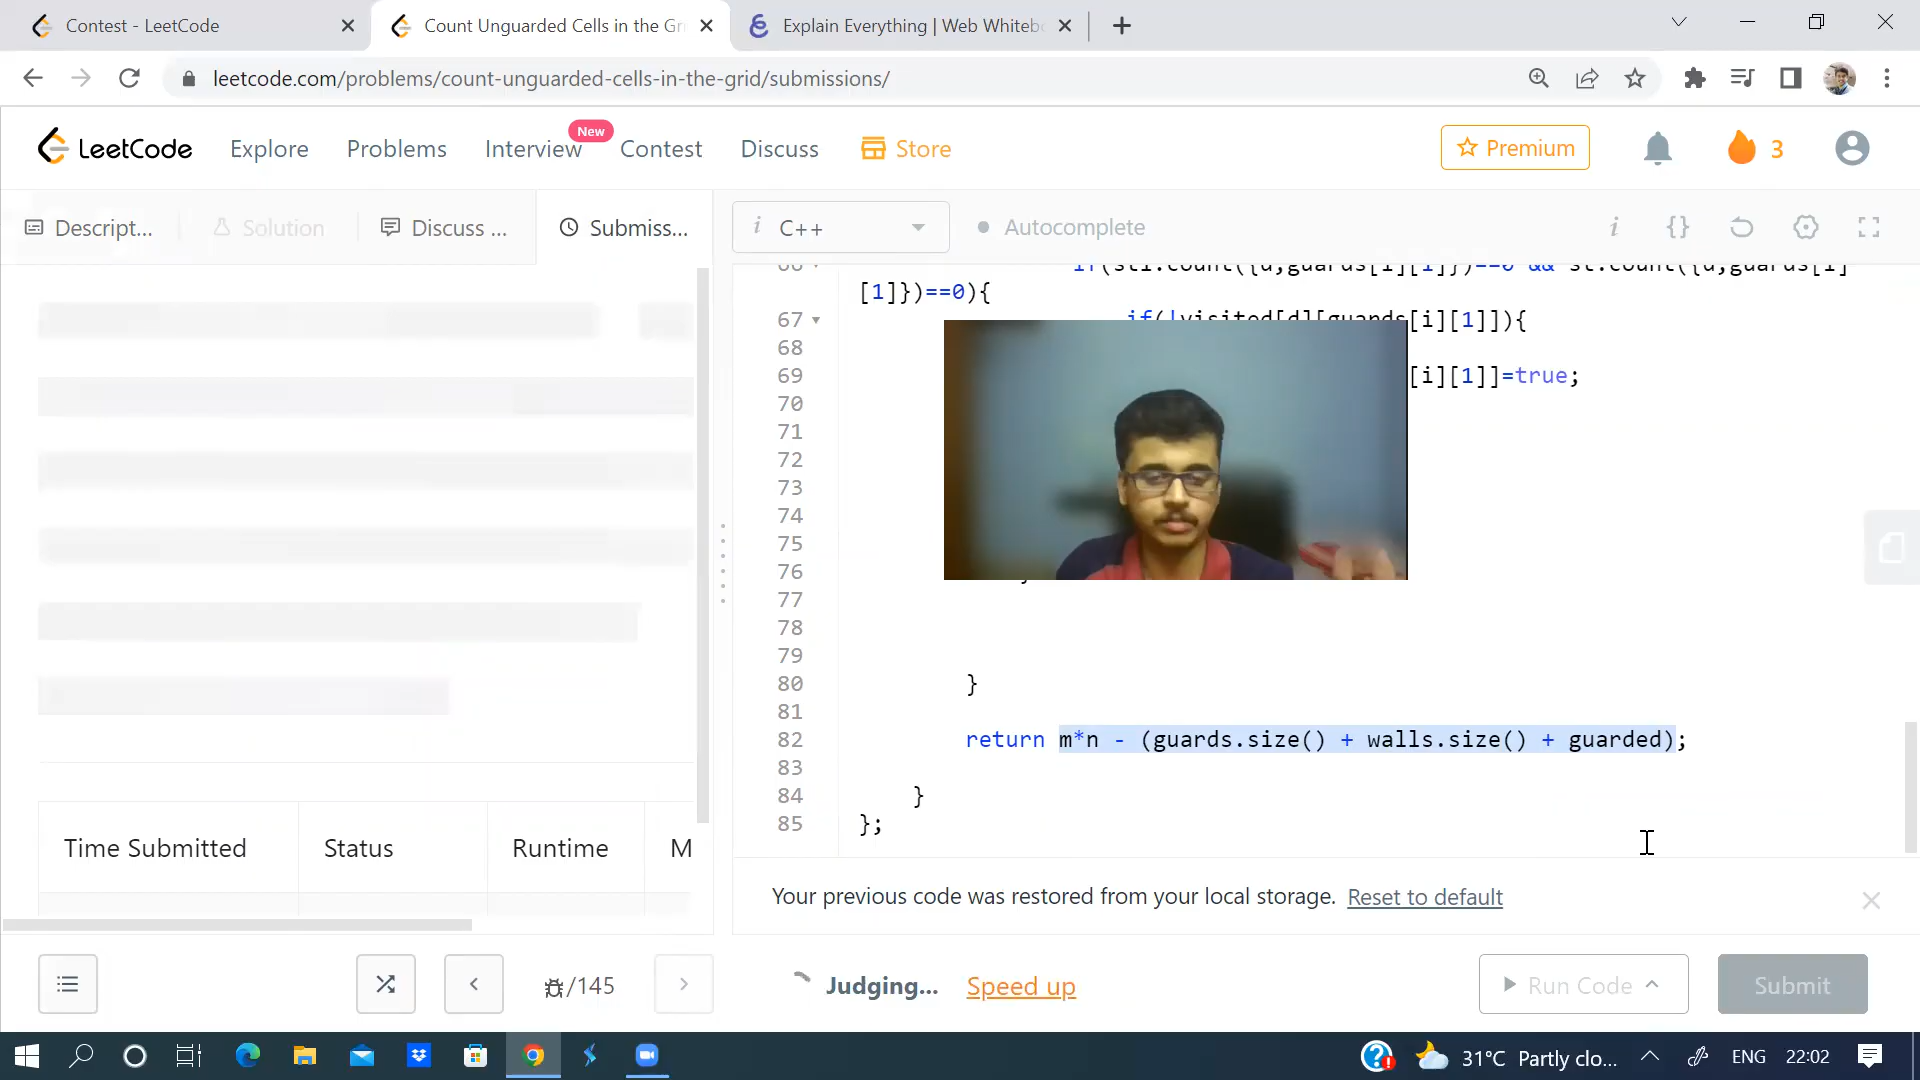 Contest - LeetCode
Count Unguarded Cells in the Gr
Explain Everything | Web Whitebo
leetcode.com/problems/count-unguarded-cells-in-the-grid/submissions/
LeetCode
Explore
Problems
Interview
New
Contest
Discuss
Store
Premium
3
Descript...
Solution
Discuss ...
Submiss...
i C++
Autocomplete
[1]})==0){
67
[i][1]]){
68
69
[i][1]]=true;
70
71
72
73
74
75
76
77
78
79
80 }
81
82 return m*n - (guards.size() + walls.size() + guarded);
83
84 }
85 };
Time Submitted
Status
Runtime
M
Your previous code was restored from your local storage. Reset to default
/145
Judging...
Speed up
Run Code
Submit
31°C Partly clo...
ENG
22:02